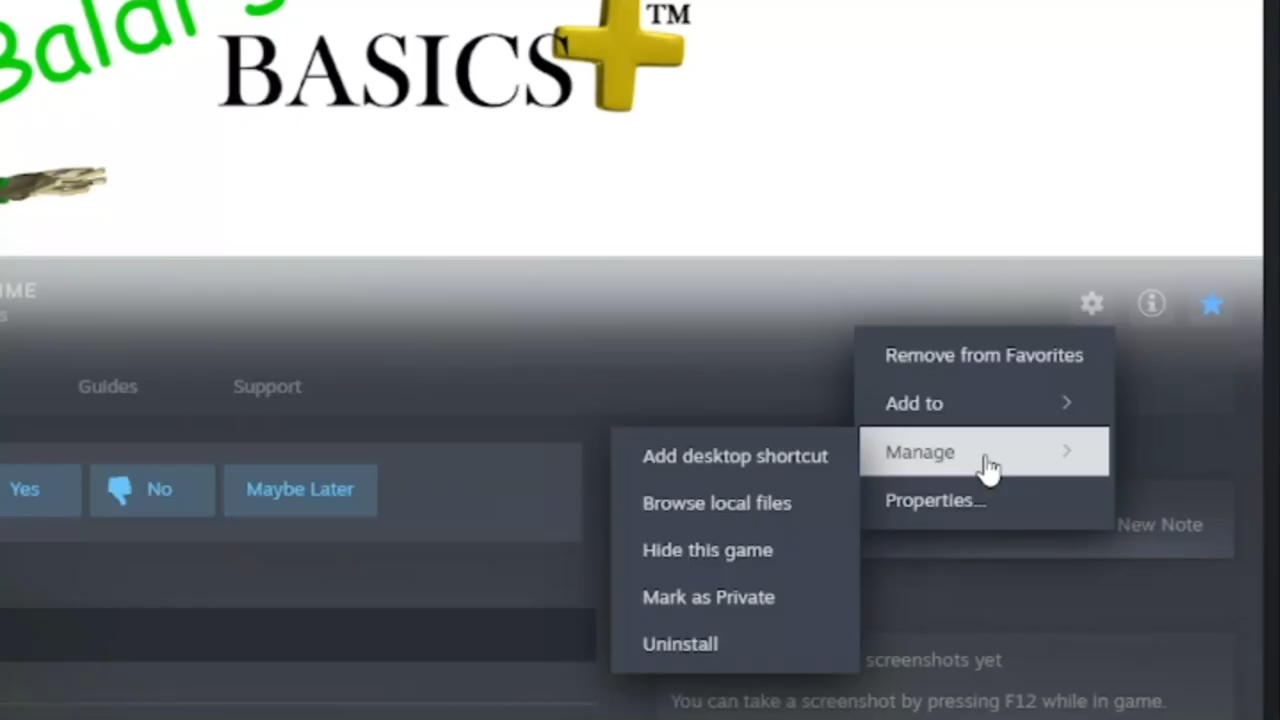 BASICS
TM
Guides
Support
Remove from Favorites
Add to
Manage
Properties...
Add desktop shortcut
Browse local files
Hide this game
Mark as Private
Uninstall
Yes
No
Maybe Later
New Note
screenshots yet
You can take a screenshot by pressing F12 while in game.